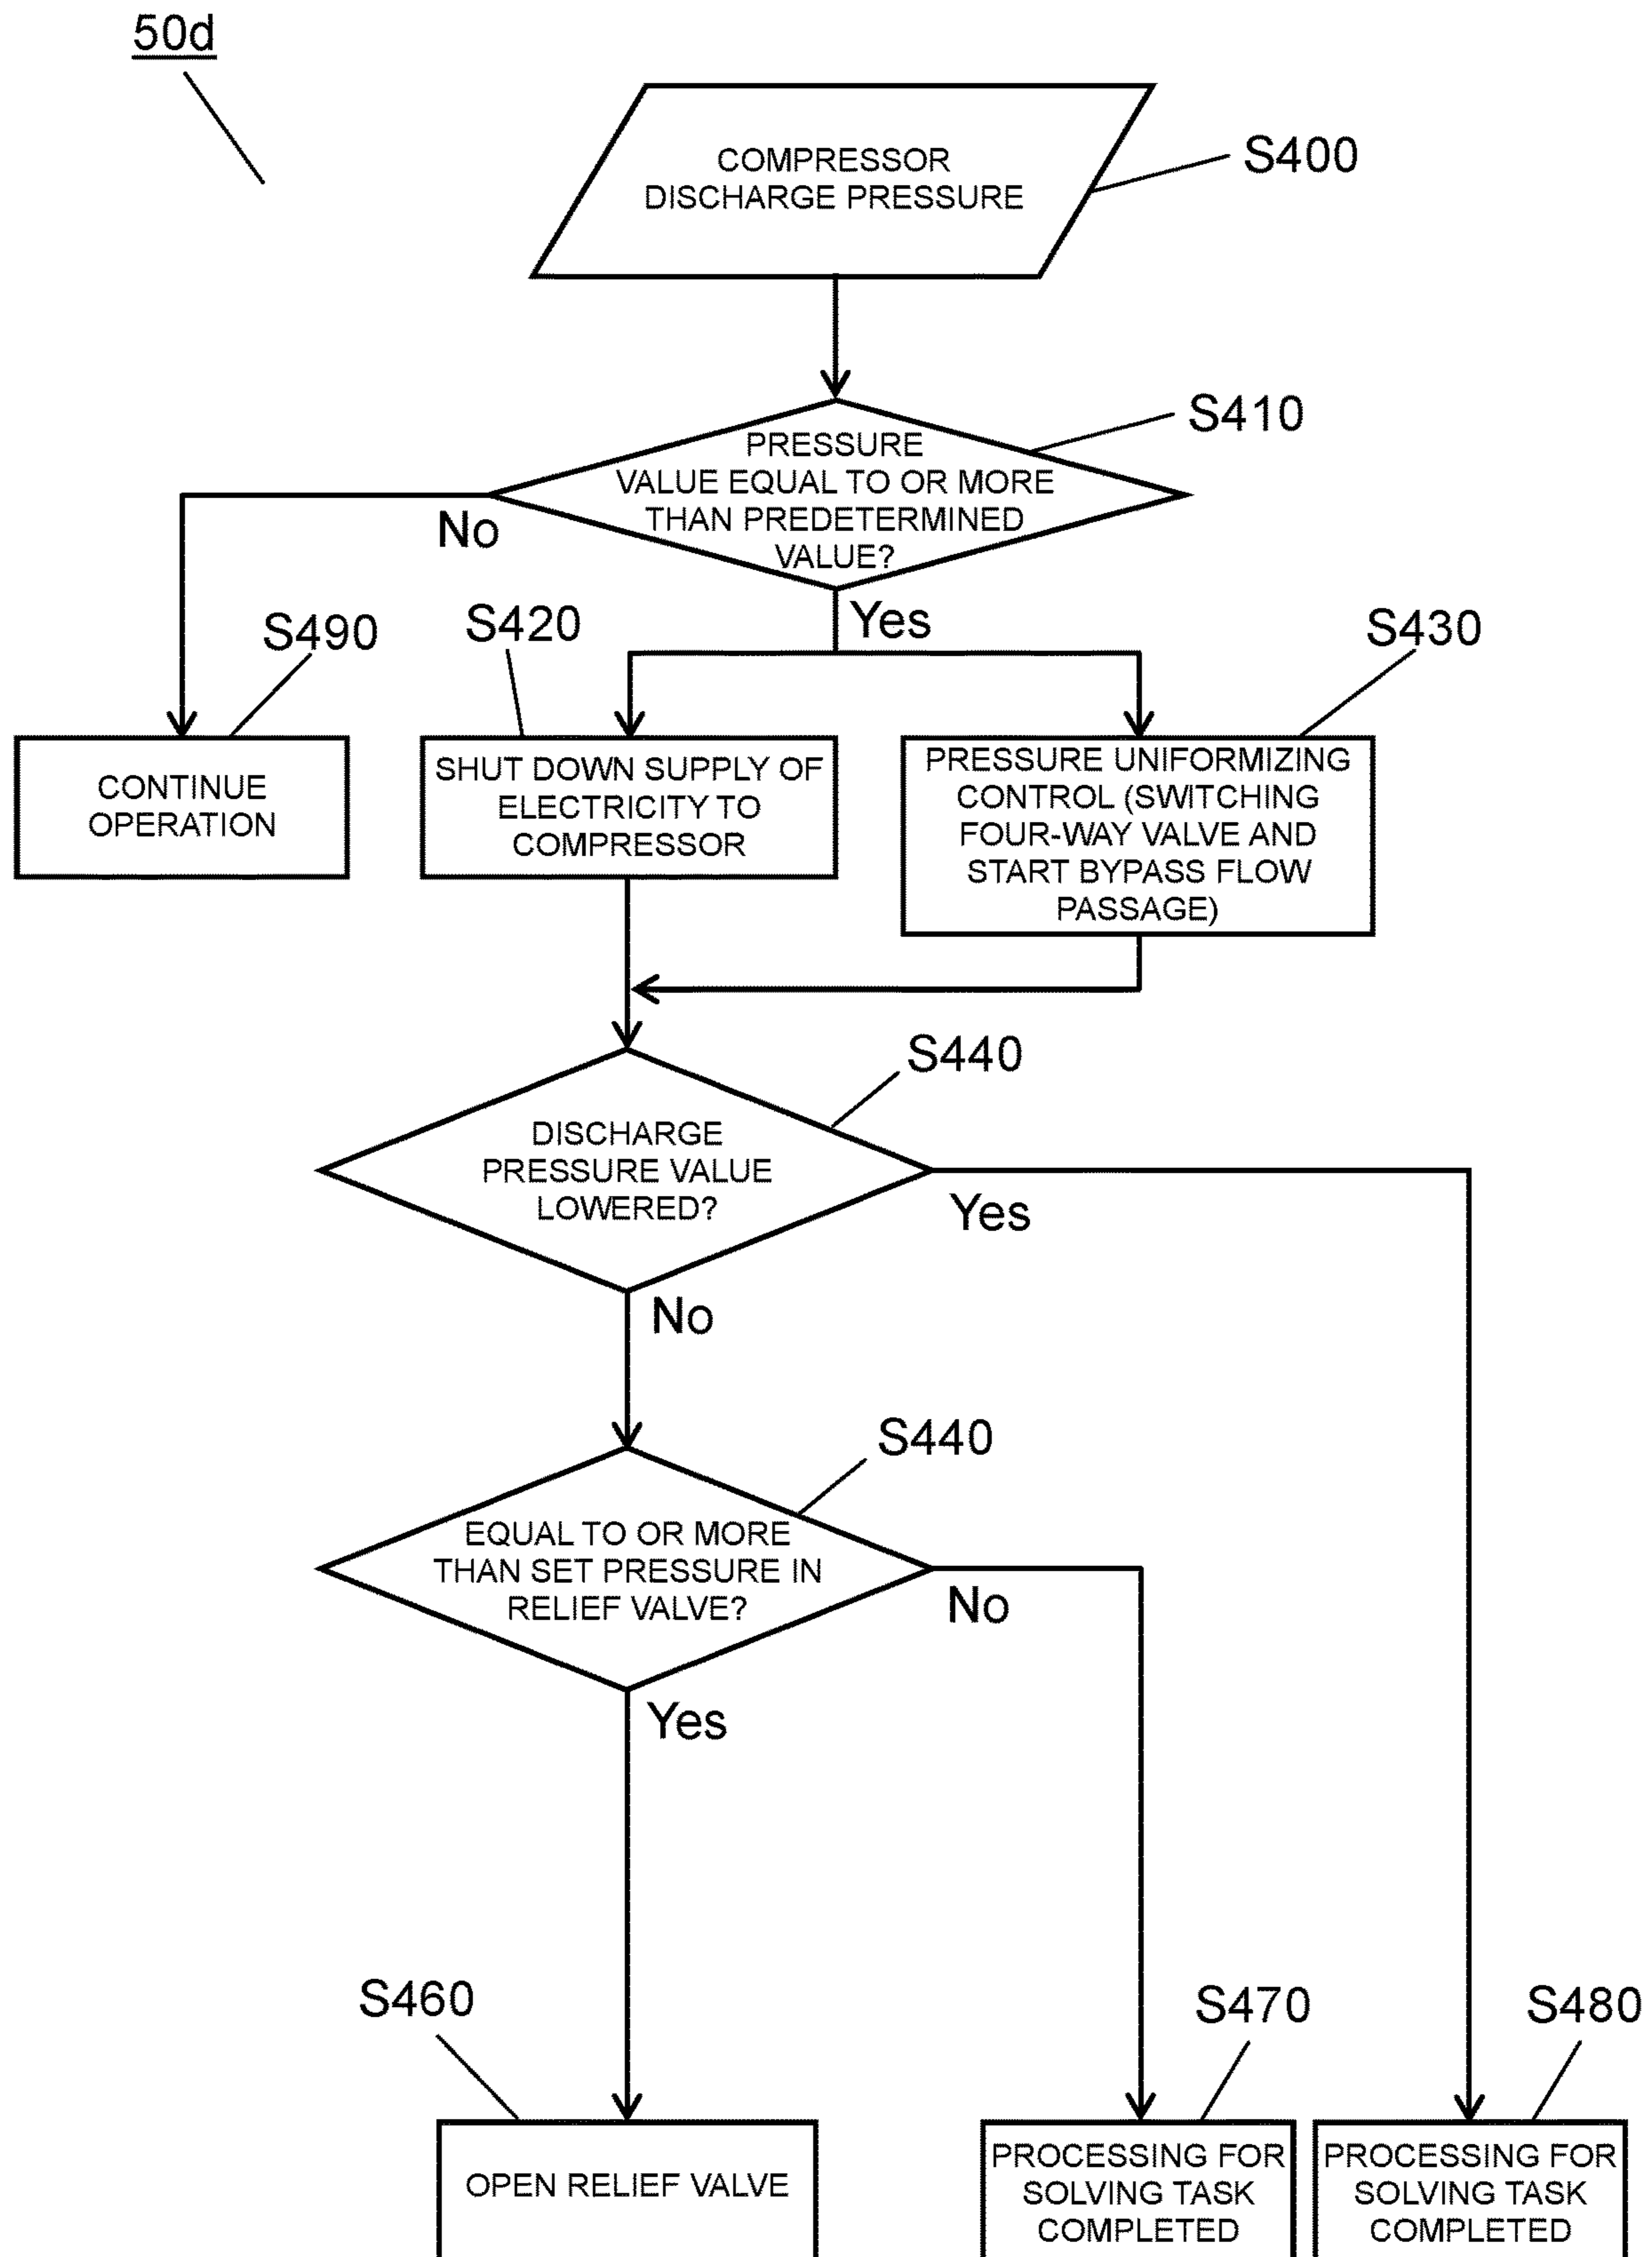 50d
COMPRESSOR
DISCHARGE PRESSURE
S400
S410
PRESSURE
VALUE EQUAL TO OR MORE
THAN PREDETERMINED
VALUE?
No
Yes
S490
S420
S430
CONTINUE
OPERATION
SHUT DOWN SUPPLY OF
ELECTRICITY TO
COMPRESSOR
PRESSURE UNIFORMIZING
CONTROL (SWITCHING
FOUR-WAY VALVE AND
START BYPASS FLOW
PASSAGE)
S440
DISCHARGE
PRESSURE VALUE
LOWERED?
Yes
No
S440
EQUAL TO OR MORE
THAN SET PRESSURE IN
RELIEF VALVE?
No
Yes
S460
S470
S480
OPEN RELIEF VALVE
PROCESSING FOR
SOLVING TASK
COMPLETED
PROCESSING FOR
SOLVING TASK
COMPLETED